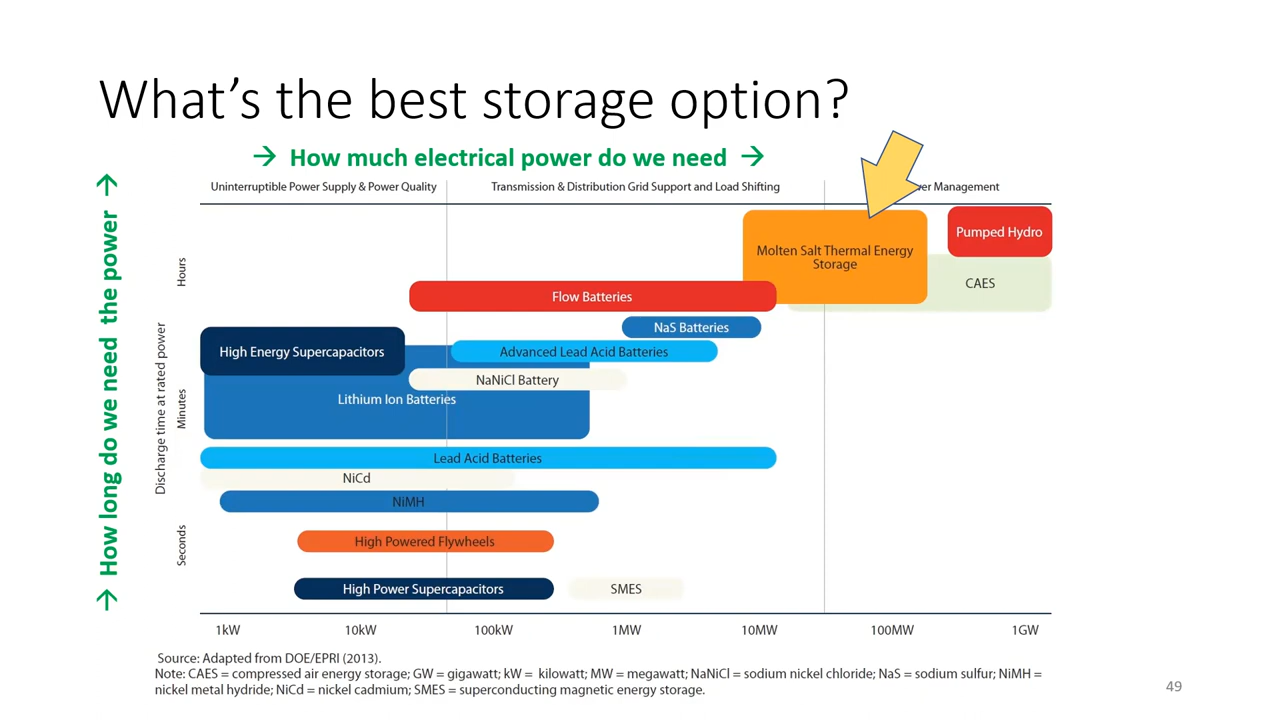 What's the best storage option?
→ How much electrical power do we need →
→ How long do we need the power →
Uninterruptible Power Supply & Power Quality
Transmission & Distribution Grid Support and Load Shifting
Management
Discharge time at rated power
Hours
Minutes
Seconds
Pumped Hydro
Molten Salt Thermal Energy
Storage
CAES
Flow Batteries
NaS Batteries
High Energy Supercapacitors
Advanced Lead Acid Batteries
NaNiCl Battery
Lithium Ion Batteries
Lead Acid Batteries
NiCd
NiMH
High Powered Flywheels
High Power Supercapacitors
SMES
1kW
10kW
100kW
1MW
10MW
100MW
1GW
Source: Adapted from DOE/EPRI (2013).
Note: CAES = compressed air energy storage; GW = gigawatt; kW = kilowatt; MW = megawatt; NaNiCl = sodium nickel chloride; NaS = sodium sulfur; NiMH =
nickel metal hydride; NiCd = nickel cadmium; SMES = superconducting magnetic energy storage.
49